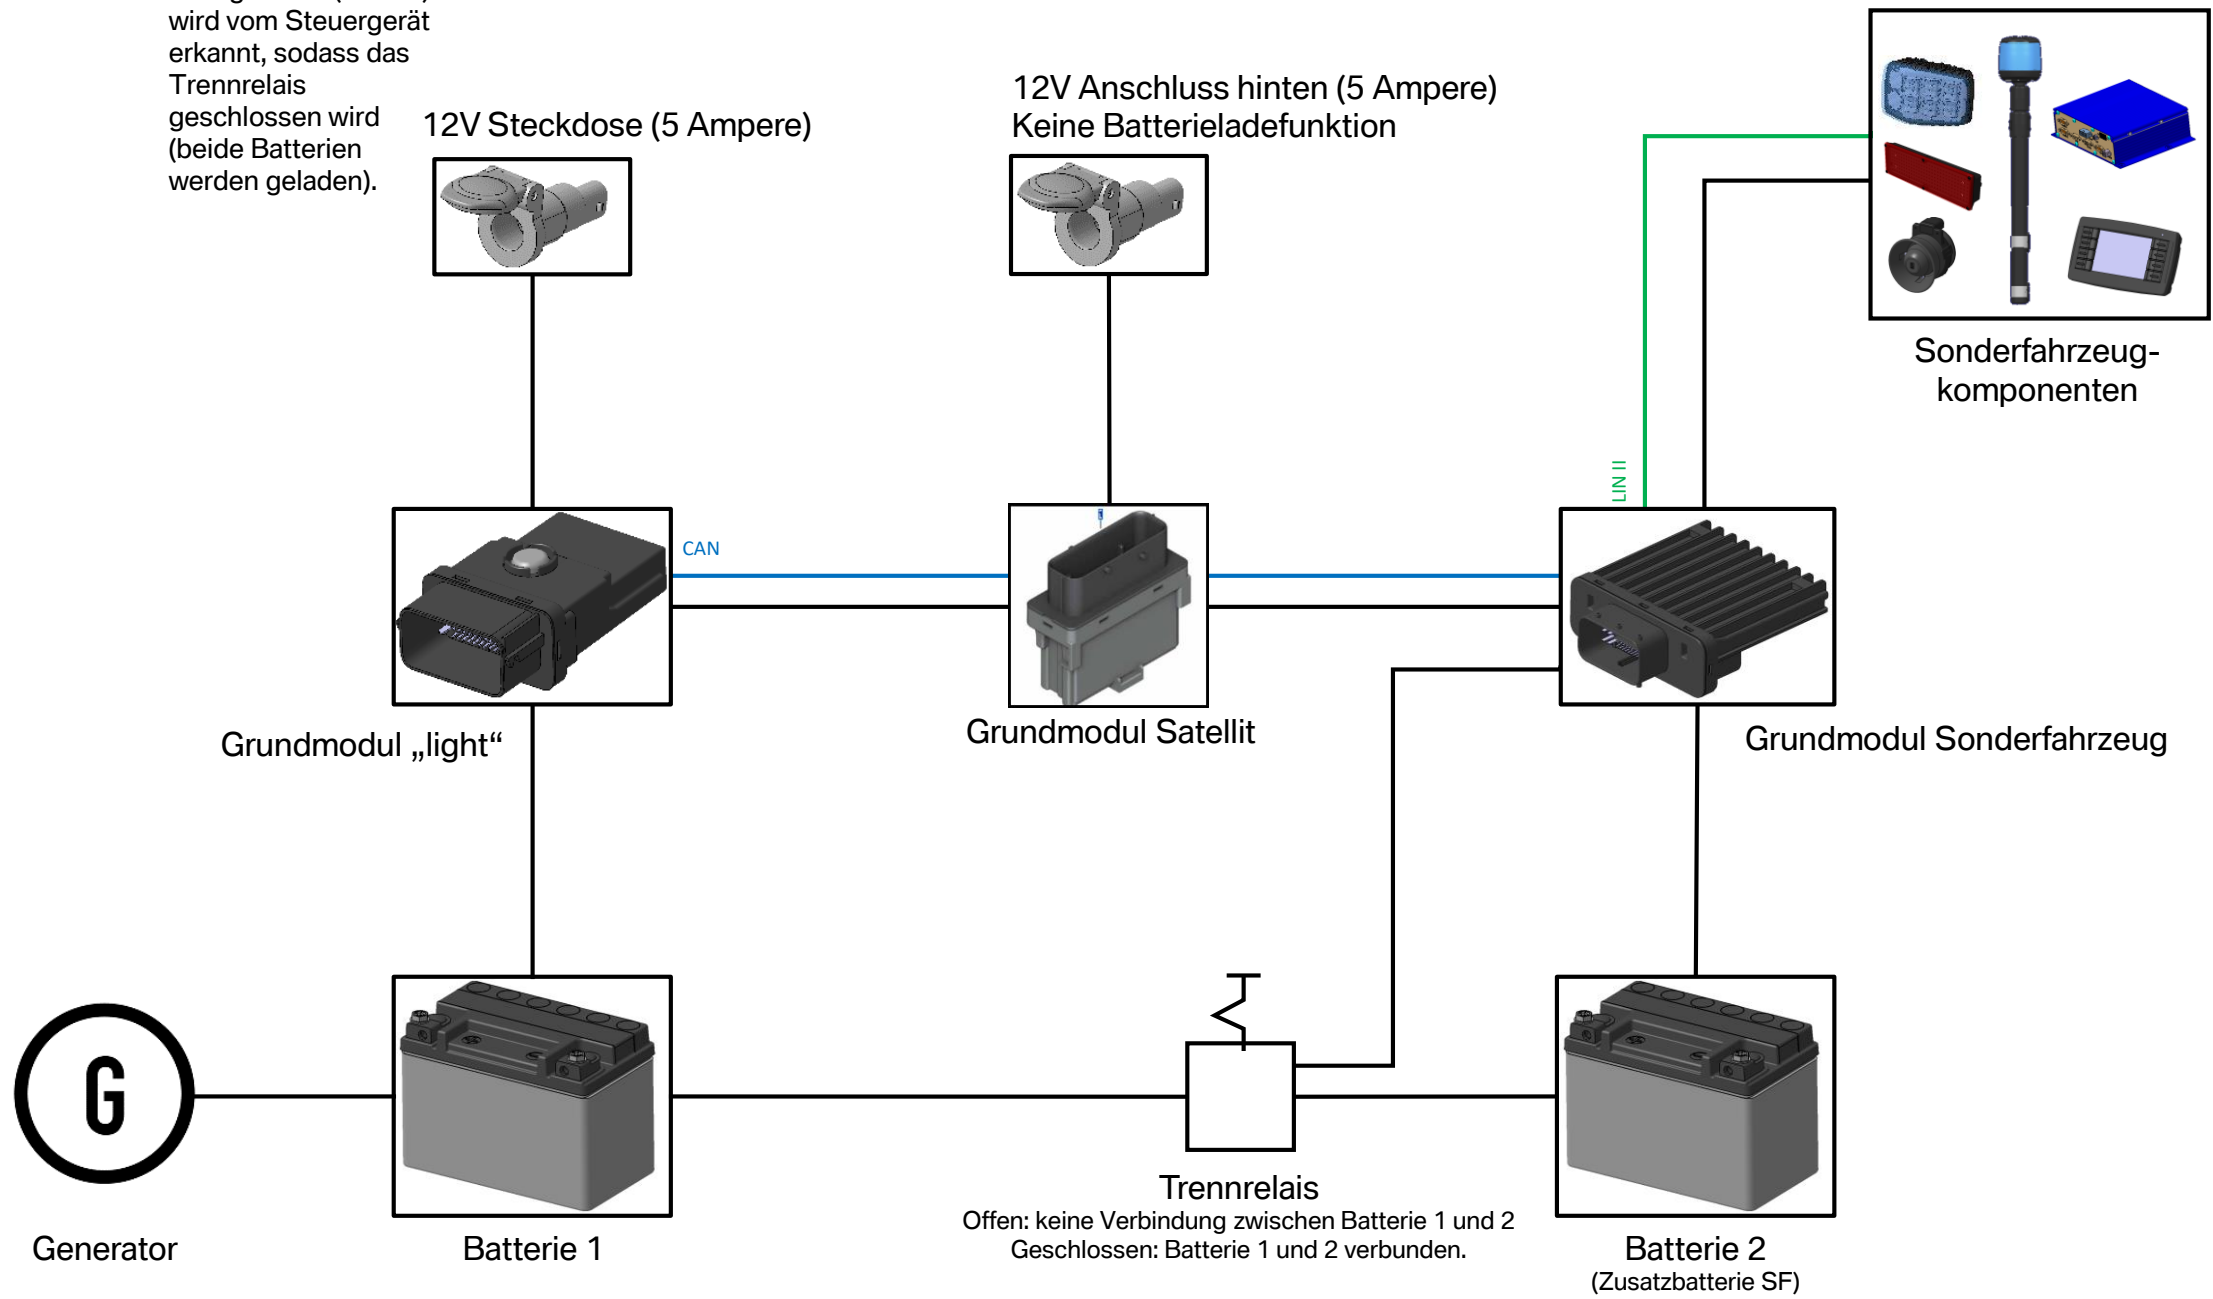 wird vom Steuergerät
erkannt, sodass das
Trennrelais
geschlossen wird
(beide Batterien
werden geladen).
12V Steckdose (5 Ampere)
12V Anschluss hinten (5 Ampere)
Keine Batterieladefunktion
Sonderfahrzeug-
komponenten
LIN II
CAN
Grundmodul „light“
Grundmodul Satellit
Grundmodul Sonderfahrzeug
G
Generator
Batterie 1
Trennrelais
Offen: keine Verbindung zwischen Batterie 1 und 2
Geschlossen: Batterie 1 und 2 verbunden.
Batterie 2
(Zusatzbatterie SF)